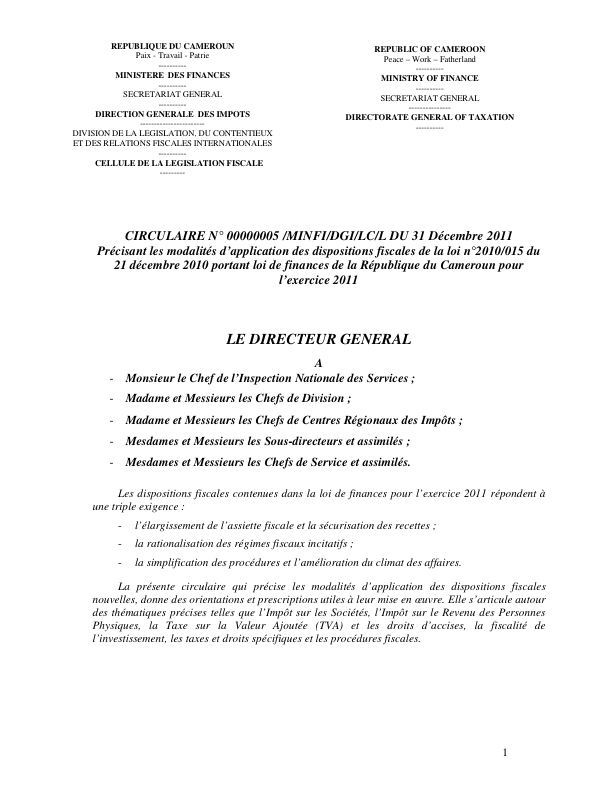 REPUBLIQUE DU CAMEROUN
Paix - Travail - Patrie
----------
MINISTERE DES FINANCES
----------
SECRETARIAT GENERAL
----------
DIRECTION GENERALE DES IMPOTS
-----------------------
DIVISION DE LA LEGISLATION, DU CONTENTIEUX
ET DES RELATIONS FISCALES INTERNATIONALES
----------
CELLULE DE LA LEGISLATION FISCALE
---------
REPUBLIC OF CAMEROON
Peace – Work – Fatherland
----------
MINISTRY OF FINANCE
----------
SECRETARIAT GENERAL
---------------
DIRECTORATE GENERAL OF TAXATION
----------
CIRCULAIRE N° 00000005 /MINFI/DGI/LC/L DU 31 Décembre 2011
Précisant les modalités d’application des dispositions fiscales de la loi n°2010/015 du
21 décembre 2010 portant loi de finances de la République du Cameroun pour
l’exercice 2011
LE DIRECTEUR GENERAL
A
- Monsieur le Chef de l’Inspection Nationale des Services ;
- Madame et Messieurs les Chefs de Division ;
- Madame et Messieurs les Chefs de Centres Régionaux des Impôts ;
- Mesdames et Messieurs les Sous-directeurs et assimilés ;
- Mesdames et Messieurs les Chefs de Service et assimilés.
Les dispositions fiscales contenues dans la loi de finances pour l’exercice 2011 répondent à
une triple exigence :
- l’élargissement de l’assiette fiscale et la sécurisation des recettes ;
- la rationalisation des régimes fiscaux incitatifs ;
- la simplification des procédures et l’amélioration du climat des affaires.
La présente circulaire qui précise les modalités d’application des dispositions fiscales
nouvelles, donne des orientations et prescriptions utiles à leur mise en œuvre. Elle s’articule autour
des thématiques précises telles que l’Impôt sur les Sociétés, l’Impôt sur le Revenu des Personnes
Physiques, la Taxe sur la Valeur Ajoutée (TVA) et les droits d’accises, la fiscalité de
l’investissement, les taxes et droits spécifiques et les procédures fiscales.
1